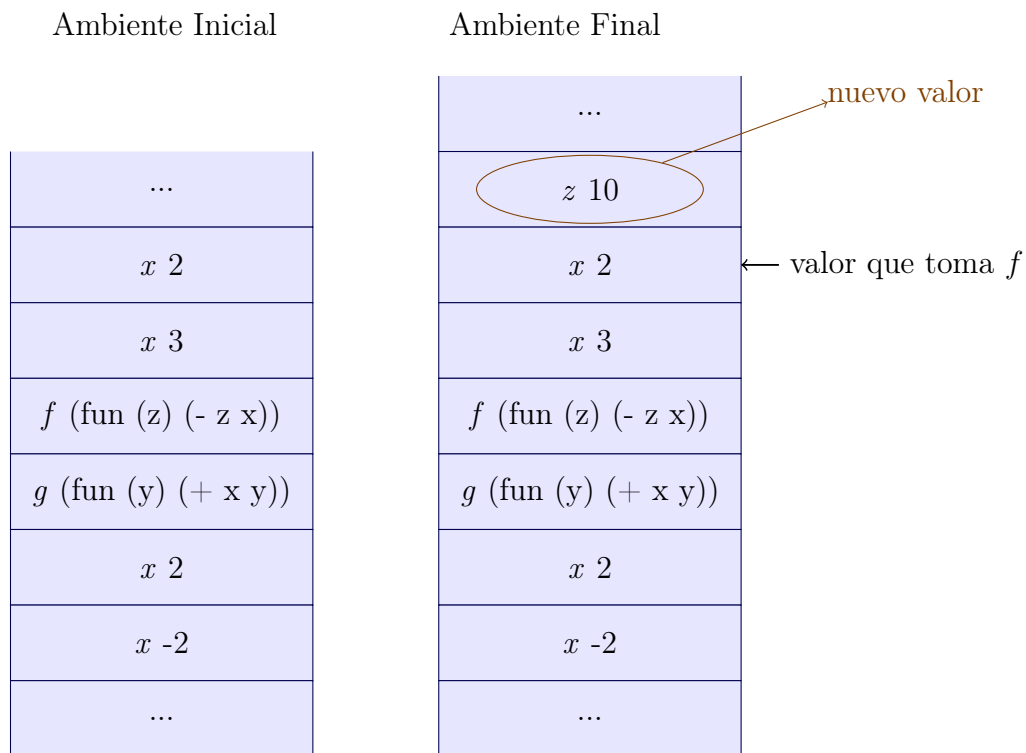 Ambiente Inicial
...
x 2
x 3
f (fun (z) (- z x))
g (fun (y) (+ x y))
x 2
x -2
...
Ambiente Final
...
z 10
x 2
x 3
f (fun (z) (- z x))
g (fun (y) (+ x y))
x 2
x -2
...
nuevo valor
valor que toma f